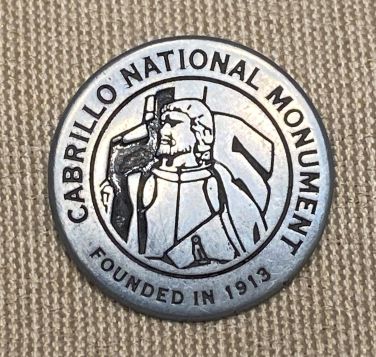 CABRILLO NATIONAL MONUMENT
FOUNDED IN 1913